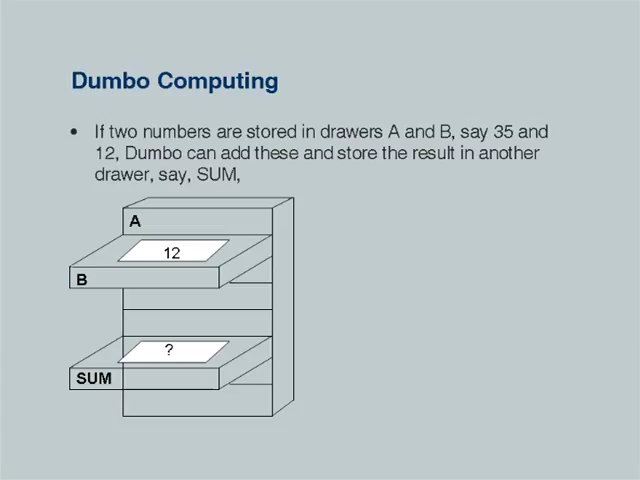 Dumbo Computing
• If two numbers are stored in drawers A and B, say 35 and
12, Dumbo can add these and store the result in another
drawer, say, SUM,
A
12
B
?
SUM